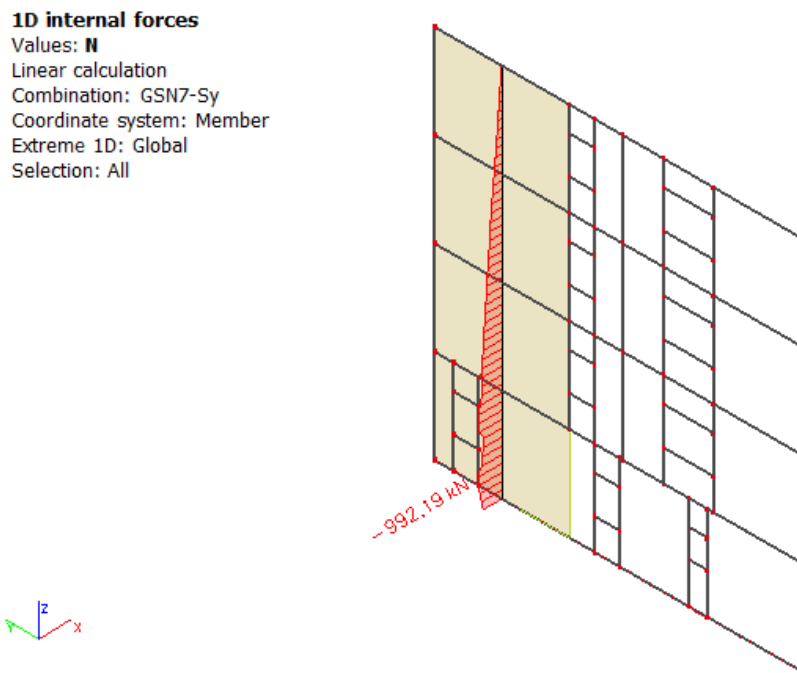 1D internal forces
Values: N
Linear calculation
Combination: GSN7-Sy
Coordinate system: Member
Extreme 1D: Global
Selection: All
-992.19 kN
Z
Y
X